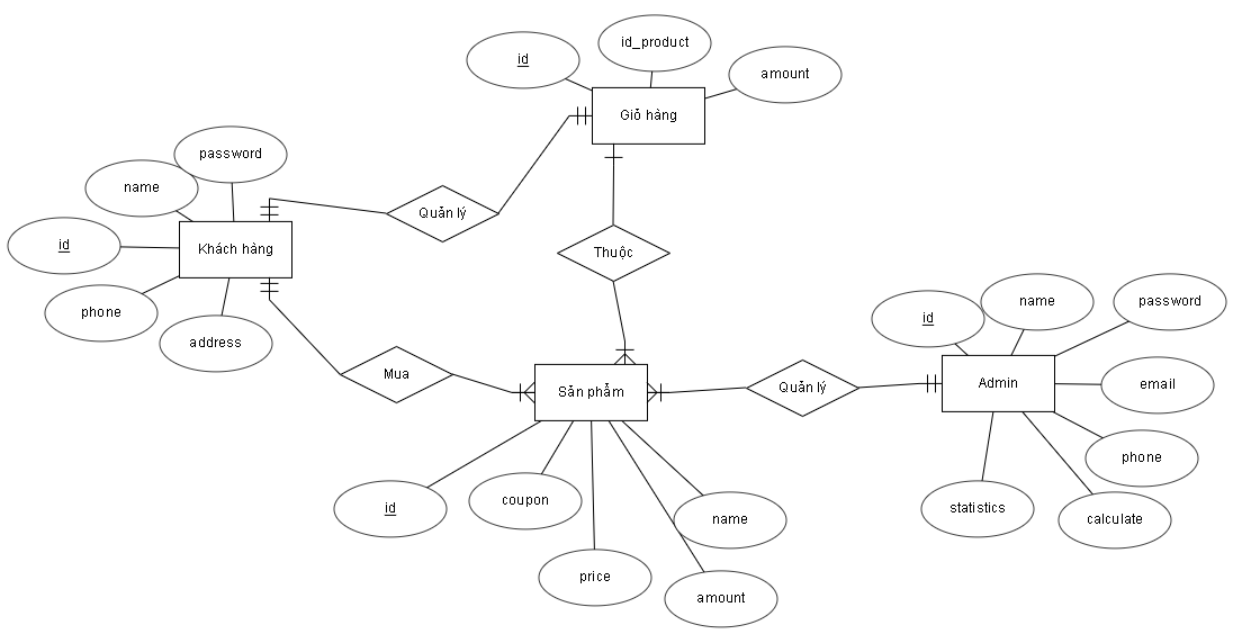 id
id_product
amount
Giỏ hàng
password
name
id
Khách hàng
phone
address
Quản lý
Thuộc
Mua
Sản phẩm
id
coupon
price
amount
name
Quản lý
id
name
password
Admin
email
phone
calculate
statistics